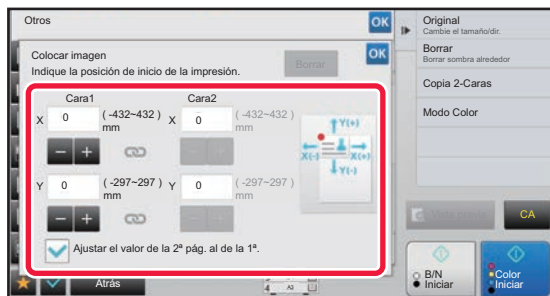 Otros
OK
Colocar imagen
OK
Indique la posición de inicio de la impresión.
Borrar
Cara1
Cara2
X 0 (-432~432) mm
X 0 (-432~432) mm
Y(+)
X(-) X(+)
Y(-)
- +
- +
Y 0 (-297~297) mm
Y 0 (-297~297) mm
- +
- +
Ajustar el valor de la 2ª pág. al de la 1ª.
Atrás
4 A3
Original
Cambie el tamaño/dir.
Borrar
Borrar sombra alrededor
Copia 2-Caras
Modo Color
CA
B/N
Iniciar
Color
Iniciar